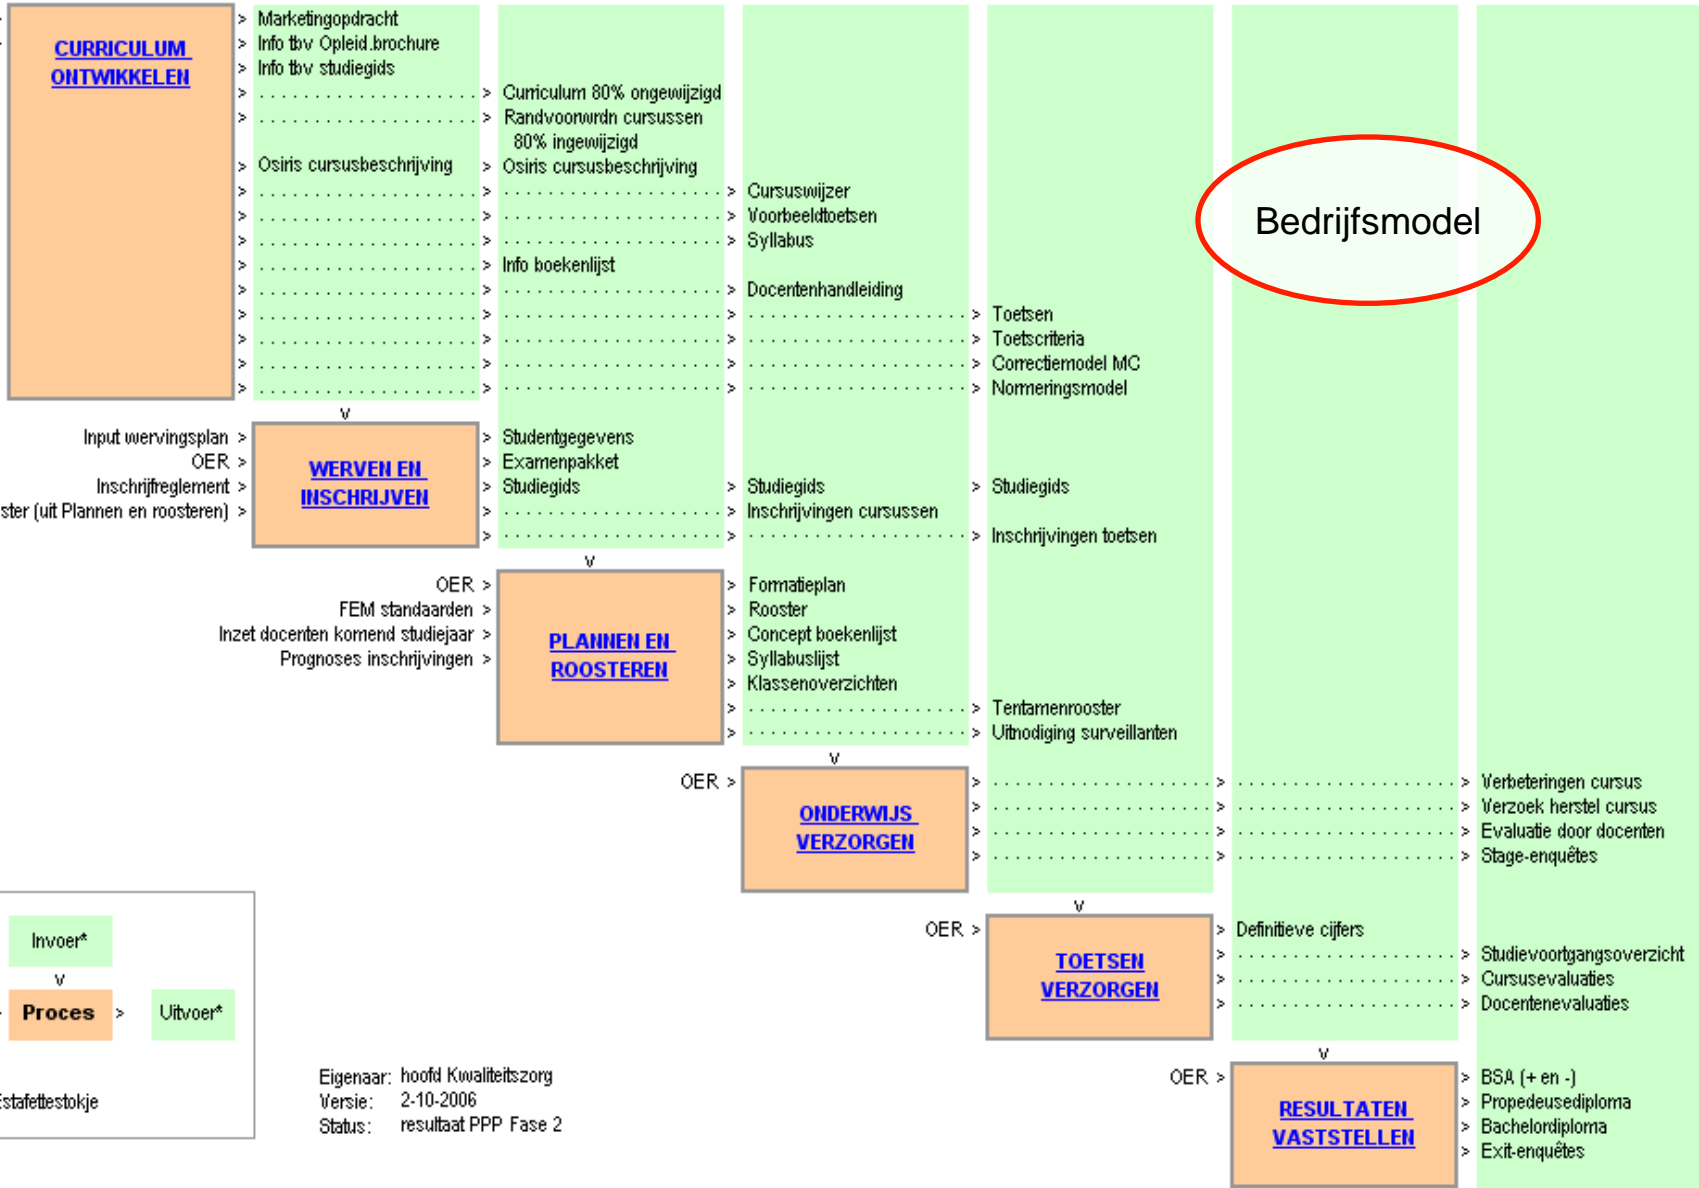 CURRICULUM
ONTWIKKELEN
> Marketingopdracht
> Info tbv Opleid.brochure
> Info tbv studiegids
> . . . . . . . . . . . . . . . . . . . . > Curriculum 80% ongewijzigd
> . . . . . . . . . . . . . . . . . . . . > Randvoorwrdn cursussen
80% ingewijzigd
> Osiris cursusbeschrijving > Osiris cursusbeschrijving
> . . . . . . . . > . . . . . . . . > Cursuswijzer
> . . . . . . . . > . . . . . . . . > Voorbeeldtoetsen
> . . . . . . . . > . . . . . . . . > Syllabus
> . . . . . . . . > Info boekenlijst
> . . . . . . . . > . . . . . . . . > Docentenhandleiding
> . . . . . . . . > . . . . . . . . > . . . . . . . . > Toetsen
> . . . . . . . . > . . . . . . . . > . . . . . . . . > Toetscriteria
> . . . . . . . . > . . . . . . . . > . . . . . . . . > Correctiemodel MC
> . . . . . . . . > . . . . . . . . > . . . . . . . . > Normeringsmodel
Bedrijfsmodel
v
Input wervingsplan >
OER >
Inschrijfreglement >
ster (uit Plannen en roosteren) >
WERVEN EN
INSCHRIJVEN
> Studentgegevens
> Examenpakket
> Studiegids > Studiegids > Studiegids
> . . . . . . . . > Inschrijvingen cursussen
> . . . . . . . . > . . . . . . . . > Inschrijvingen toetsen
v
OER >
FEM standaarden >
Inzet docenten komend studiejaar >
Prognoses inschrijvingen >
PLANNEN EN
ROOSTEREN
> Formatieplan
> Rooster
> Concept boekenlijst
> Syllabuslijst
> Klassenoverzichten
> . . . . . . . . > Tentamenrooster
> . . . . . . . . > Uitnodiging surveillanten
v
OER >
ONDERWIJS
VERZORGEN
> . . . . . . . . > . . . . . . . . > Verbeteringen cursus
> . . . . . . . . > . . . . . . . . > Verzoek herstel cursus
> . . . . . . . . > . . . . . . . . > Evaluatie door docenten
> . . . . . . . . > . . . . . . . . > Stage-enquêtes
v
OER >
TOETSEN
VERZORGEN
> Definitieve cijfers
> . . . . . . . . > Studievoortgangsoverzicht
> . . . . . . . . > Cursusevaluaties
> . . . . . . . . > Docentenevaluaties
v
OER >
RESULTATEN
VASTSTELLEN
> BSA (+ en -)
> Propedeusediploma
> Bachelordiploma
> Exit-enquêtes
Invoer*
v
> Proces > Uitvoer*
Estafettestokje
Eigenaar: hoofd Kwaliteitszorg
Versie: 2-10-2006
Status: resultaat PPP Fase 2